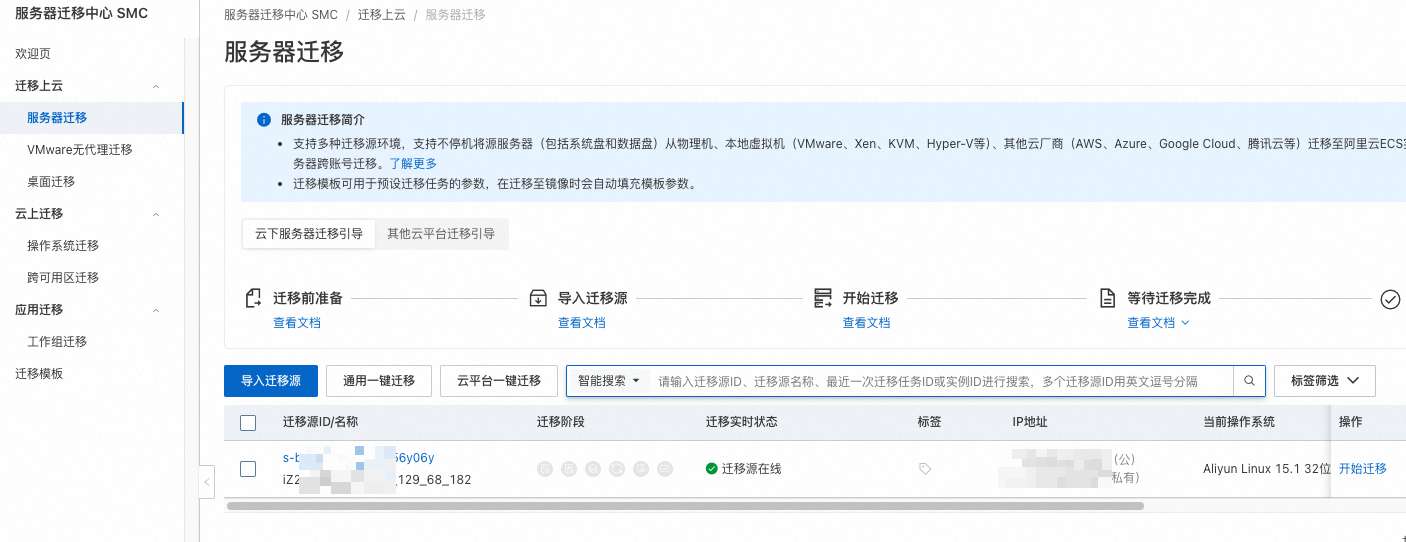 服务器迁移中心 SMC
欢迎页
迁移上云
服务器迁移
VMware无代理迁移
桌面迁移
云上迁移
操作系统迁移
跨可用区迁移
应用迁移
工作组迁移
迁移模板
服务器迁移中心 SMC / 迁移上云 / 服务器迁移
服务器迁移
服务器迁移简介
支持多种迁移源环境，支持不停机将源服务器（包括系统盘和数据盘）从物理机、本地虚拟机（VMware、Xen、KVM、Hyper-V等）、其他云厂商（AWS、Azure、Google Cloud、腾讯云等）迁移至阿里云ECS
务器跨账号迁移。了解更多
迁移模板可用于预设迁移任务的参数，在迁移至镜像时会自动填充模板参数。
云下服务器迁移引导 其他云平台迁移引导
迁移前准备 导入迁移源 开始迁移 等待迁移完成
查看文档 查看文档 查看文档 查看文档
导入迁移源 通用一键迁移 云平台一键迁移 智能搜索 请输入迁移源ID、迁移源名称、最近一次迁移任务ID或实例ID进行搜索，多个迁移源ID用英文逗号分隔 标签筛选
迁移源ID/名称 迁移阶段 迁移实时状态 标签 IP地址 当前操作系统 操作
s- 6y06y (公)
迁移源在线 Aliyun Linux 15.1 32位 开始迁移
iZ2 _129_68_182 私有)